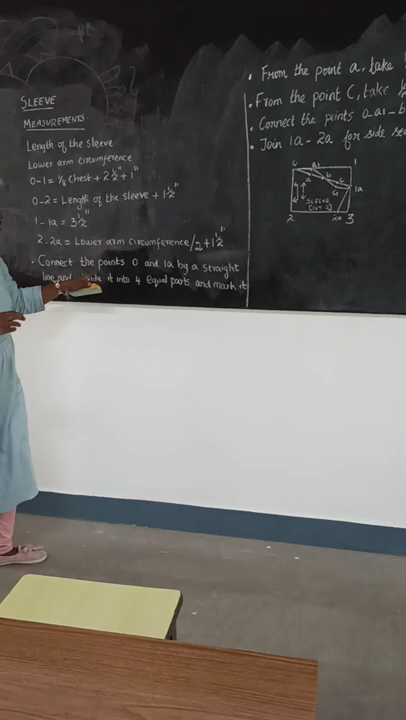 SLEEVE
MEASUREMENTS:
Length of the Sleeve
Lower arm circumference
0-1 = 1/8 chest + 2 1/2 + 1"
0-2 = Length of the sleeve + 1 1/2"
1-1a = 3 1/2"
2-2a = Lower arm circumference/2 + 1 1/2"
• Connect the points 0 and 1a by a straight
line and divide it into 4 equal parts and mark it
• From the point a, take
• From the point C, take
• Connect the points a-a1-b
• Join 1a - 2a for side
0 a1 1
a b c 1a
SLEEVE
2 2a 3